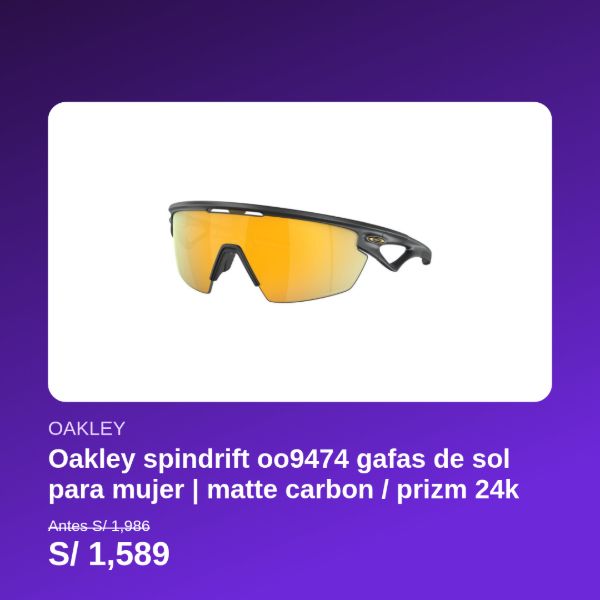 OAKLEY
Oakley spindrift oo9474 gafas de sol
para mujer | matte carbon / prizm 24k
Antes S/ 1,986
S/ 1,589